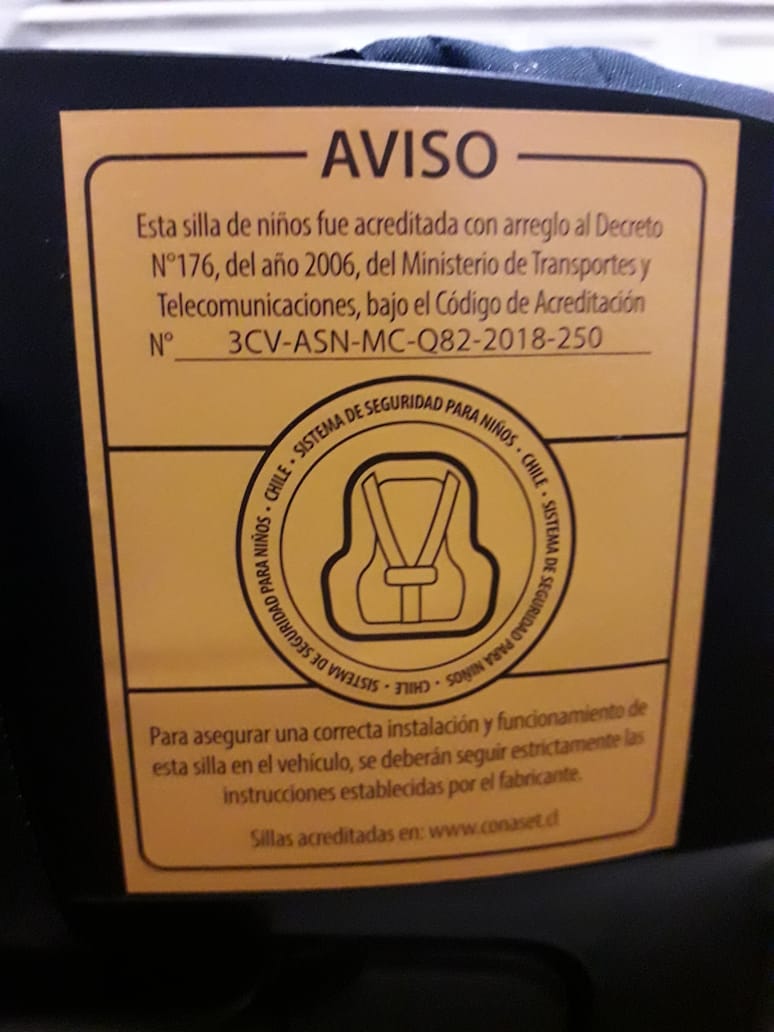 AVISO
Esta silla de niños fue acreditada con arreglo al Decreto
N°176, del año 2006, del Ministerio de Transportes y
Telecomunicaciones, bajo el Código de Acreditación
N° 3CV-ASN-MC-Q82-2018-250
SISTEMA DE SEGURIDAD PARA NIÑOS · CHILE · SISTEMA DE SEGURIDAD PARA NIÑOS · CHILE · SISTEMA DE SEGURIDAD PARA NIÑOS · CHILE ·
Para asegurar una correcta instalación y funcionamiento de
esta silla en el vehículo, se deberán seguir estrictamente las
instrucciones establecidas por el fabricante.
Sillas acreditadas en: www.conaset.cl